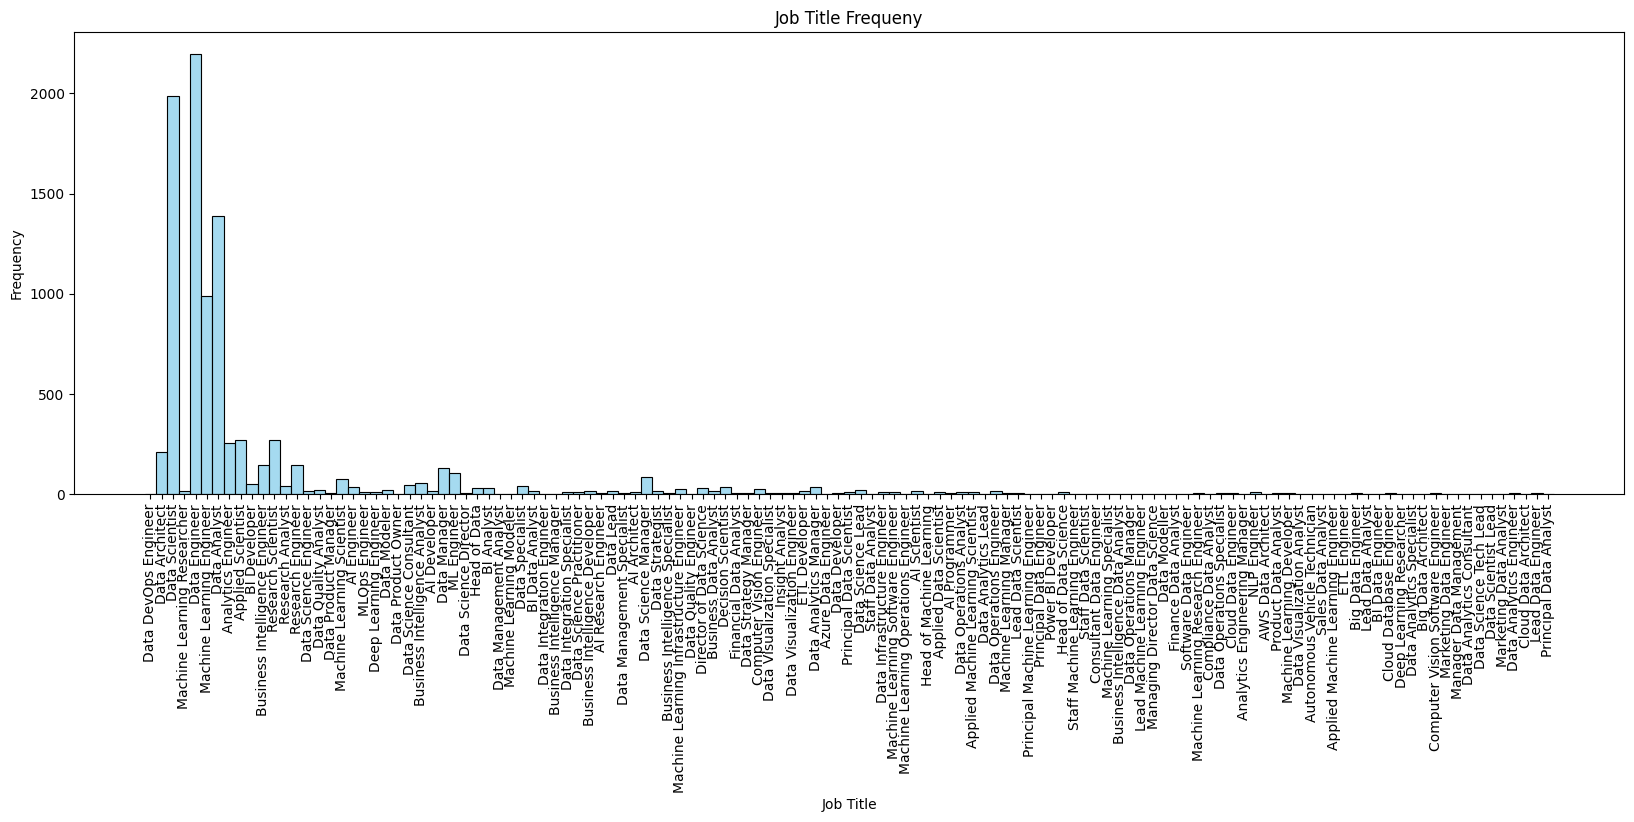 Job Title Frequeny
Frequency
2000
1500
1000
500
0
Data DevOps Engineer
Data Architect
Data Scientist
Machine Learning Researcher
Data Engineer
Machine Learning Engineer
Data Analyst
Analytics Engineer
Applied Scientist
BI Developer
Business Intelligence Engineer
Research Scientist
Research Analyst
Research Engineer
Data Science Engineer
Data Quality Analyst
Data Product Manager
Machine Learning Scientist
AI Engineer
MLOps Engineer
Deep Learning Engineer
Data Modeler
Data Product Owner
Data Science Consultant
Business Intelligence Analyst
AI Developer
Data Manager
ML Engineer
Data Science Director
Head of Data
BI Analyst
Data Management Analyst
Machine Learning Modeler
Data Specialist
BI Data Analyst
Data Integration Engineer
Business Intelligence Manager
Data Integration Specialist
Data Science Practitioner
Business Intelligence Developer
AI Research Engineer
Data Lead
Data Management Specialist
AI Architect
Data Science Manager
Data Strategist
Business Intelligence Specialist
Machine Learning Infrastructure Engineer
Data Quality Engineer
Director of Data Science
Business Data Analyst
Decision Scientist
Financial Data Analyst
Data Strategy Manager
Computer Vision Engineer
Data Visualization Specialist
Insight Analyst
Data Visualization Engineer
ETL Developer
Data Analytics Manager
Azure Data Engineer
Data Developer
Principal Data Scientist
Data Science Lead
Staff Data Analyst
Data Infrastructure Engineer
Machine Learning Software Engineer
Machine Learning Operations Engineer
AI Scientist
Head of Machine Learning
Applied Data Scientist
AI Programmer
Data Operations Analyst
Applied Machine Learning Scientist
Data Analytics Lead
Data Operations Manager
Machine Learning Manager
Lead Data Scientist
Principal Machine Learning Engineer
Principal Data Engineer
Power BI Developer
Head of Data Science
Staff Machine Learning Engineer
Staff Data Scientist
Consultant Data Engineer
Machine Learning Specialist
Business Intelligence Data Analyst
Data Operations Manager
Lead Machine Learning Engineer
Managing Director Data Science
Data Modeller
Finance Data Analyst
Software Data Engineer
Machine Learning Research Engineer
Compliance Data Analyst
Data Operations Specialist
Cloud Data Engineer
Analytics Engineering Manager
NLP Engineer
AWS Data Architect
Product Data Analyst
Machine Learning Developer
Data Visualization Analyst
Autonomous Vehicle Technician
Sales Data Analyst
Applied Machine Learning Engineer
ETL Engineer
Big Data Engineer
Lead Data Analyst
BI Data Engineer
Cloud Database Engineer
Deep Learning Researcher
Data Analytics Specialist
Big Data Architect
Computer Vision Software Engineer
Marketing Data Engineer
Manager Data Management
Data Analytics Consultant
Data Science Tech Lead
Data Scientist Lead
Marketing Data Analyst
Data Analytics Engineer
Cloud Data Architect
Lead Data Engineer
Principal Data Analyst
Job Title